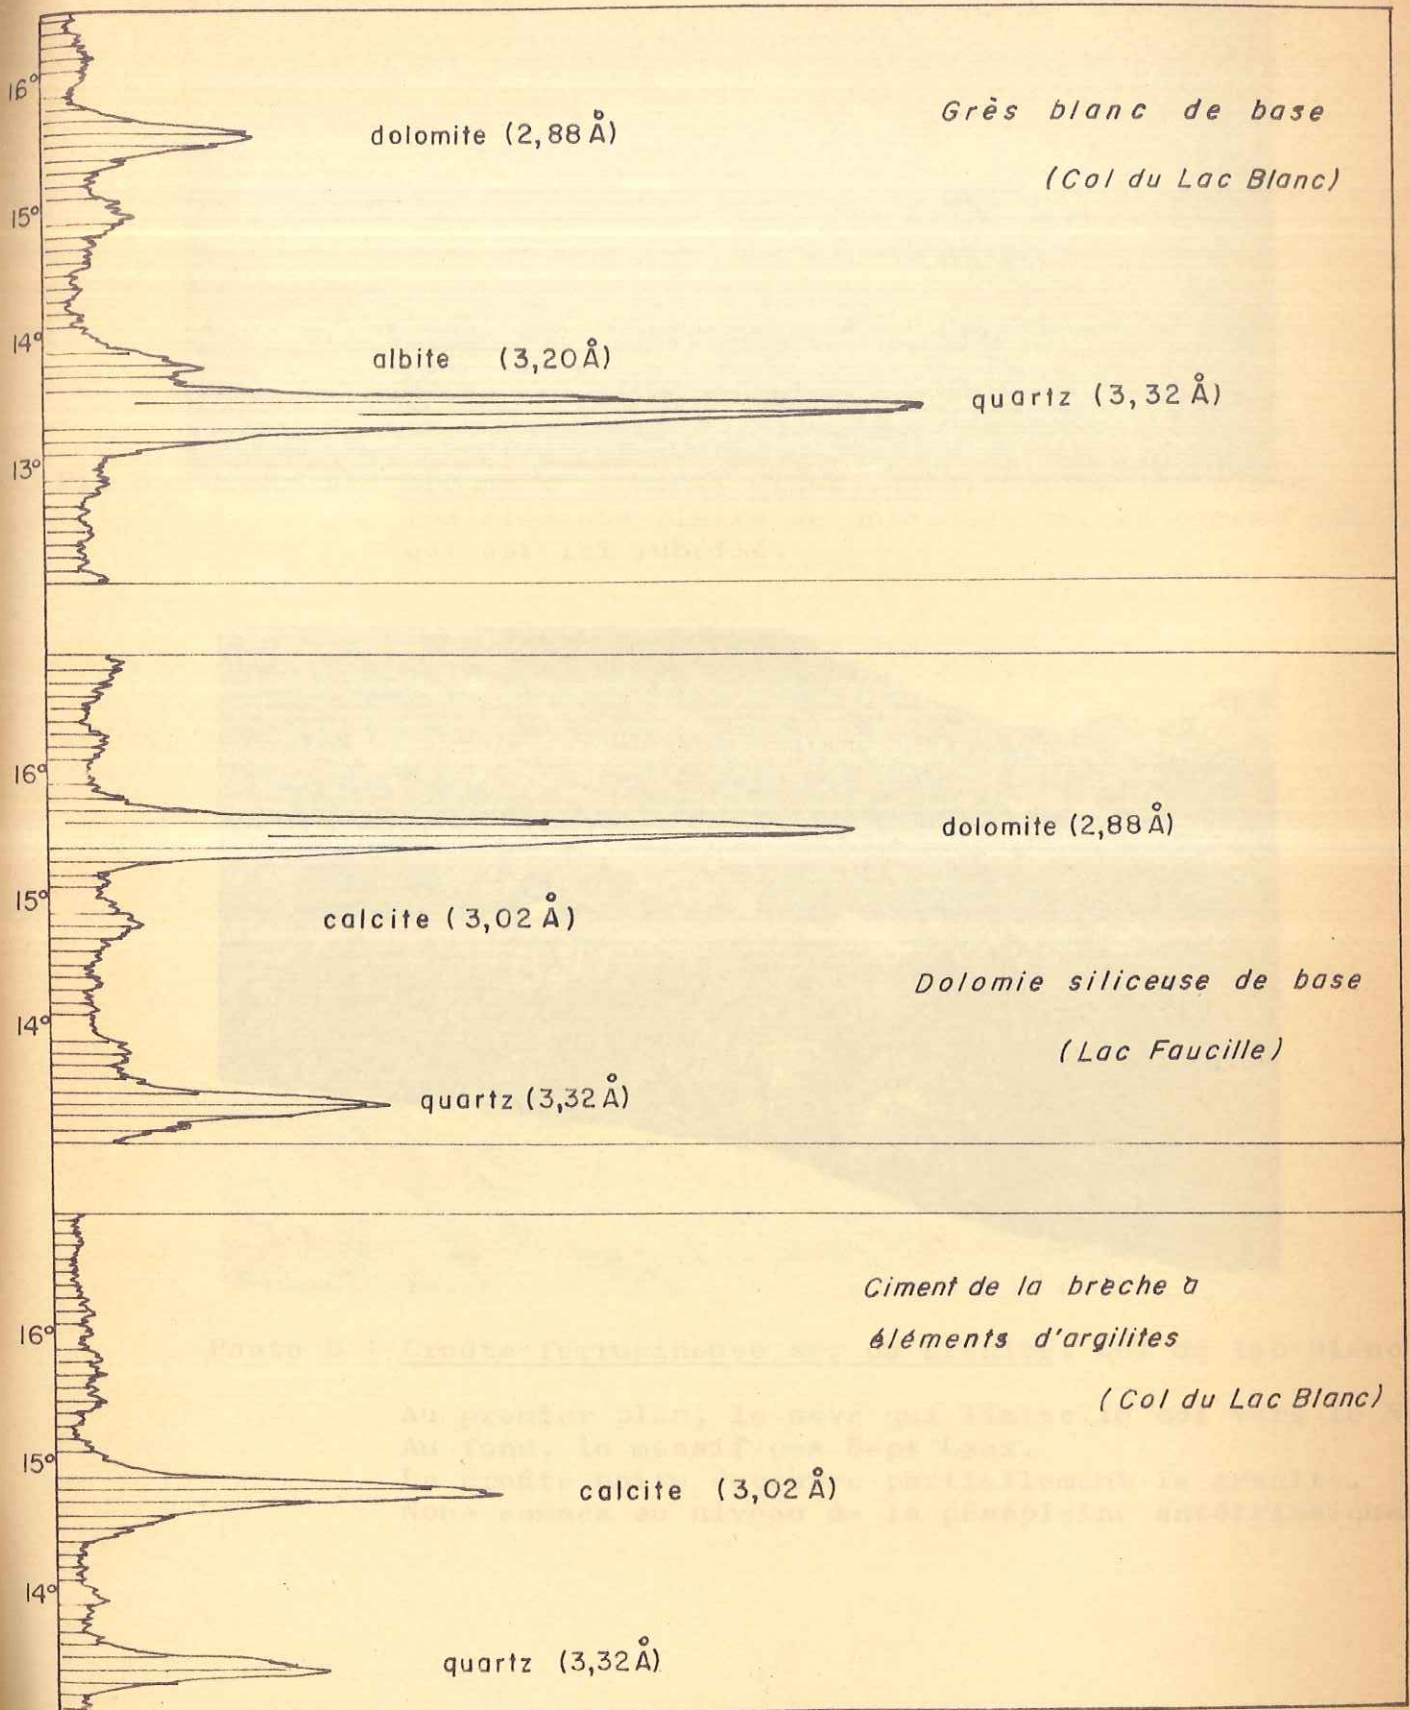 16°
Grès blanc de base
dolomite (2,88 Å)
(Col du Lac Blanc)
15°
14°
albite (3,20 Å)
quartz (3,32 Å)
13°
16°
dolomite (2,88 Å)
15°
calcite (3,02 Å)
Dolomie siliceuse de base
14°
(Lac Faucille)
quartz (3,32 Å)
Ciment de la brèche à
16°
éléments d'argilites
(Col du Lac Blanc)
15°
calcite (3,02 Å)
14°
quartz (3,32 Å)